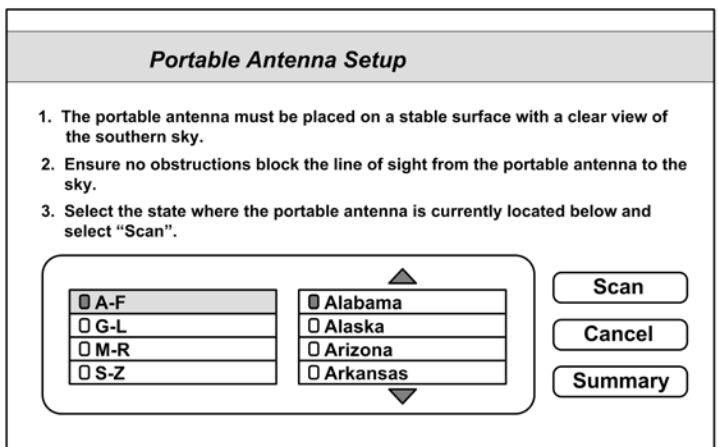 Portable Antenna Setup
1. The portable antenna must be placed on a stable surface with a clear view of
the southern sky.
2. Ensure no obstructions block the line of sight from the portable antenna to the
sky.
3. Select the state where the portable antenna is currently located below and
select “Scan”.
A-F
G-L
M-R
S-Z
Alabama
Alaska
Arizona
Arkansas
Scan
Cancel
Summary